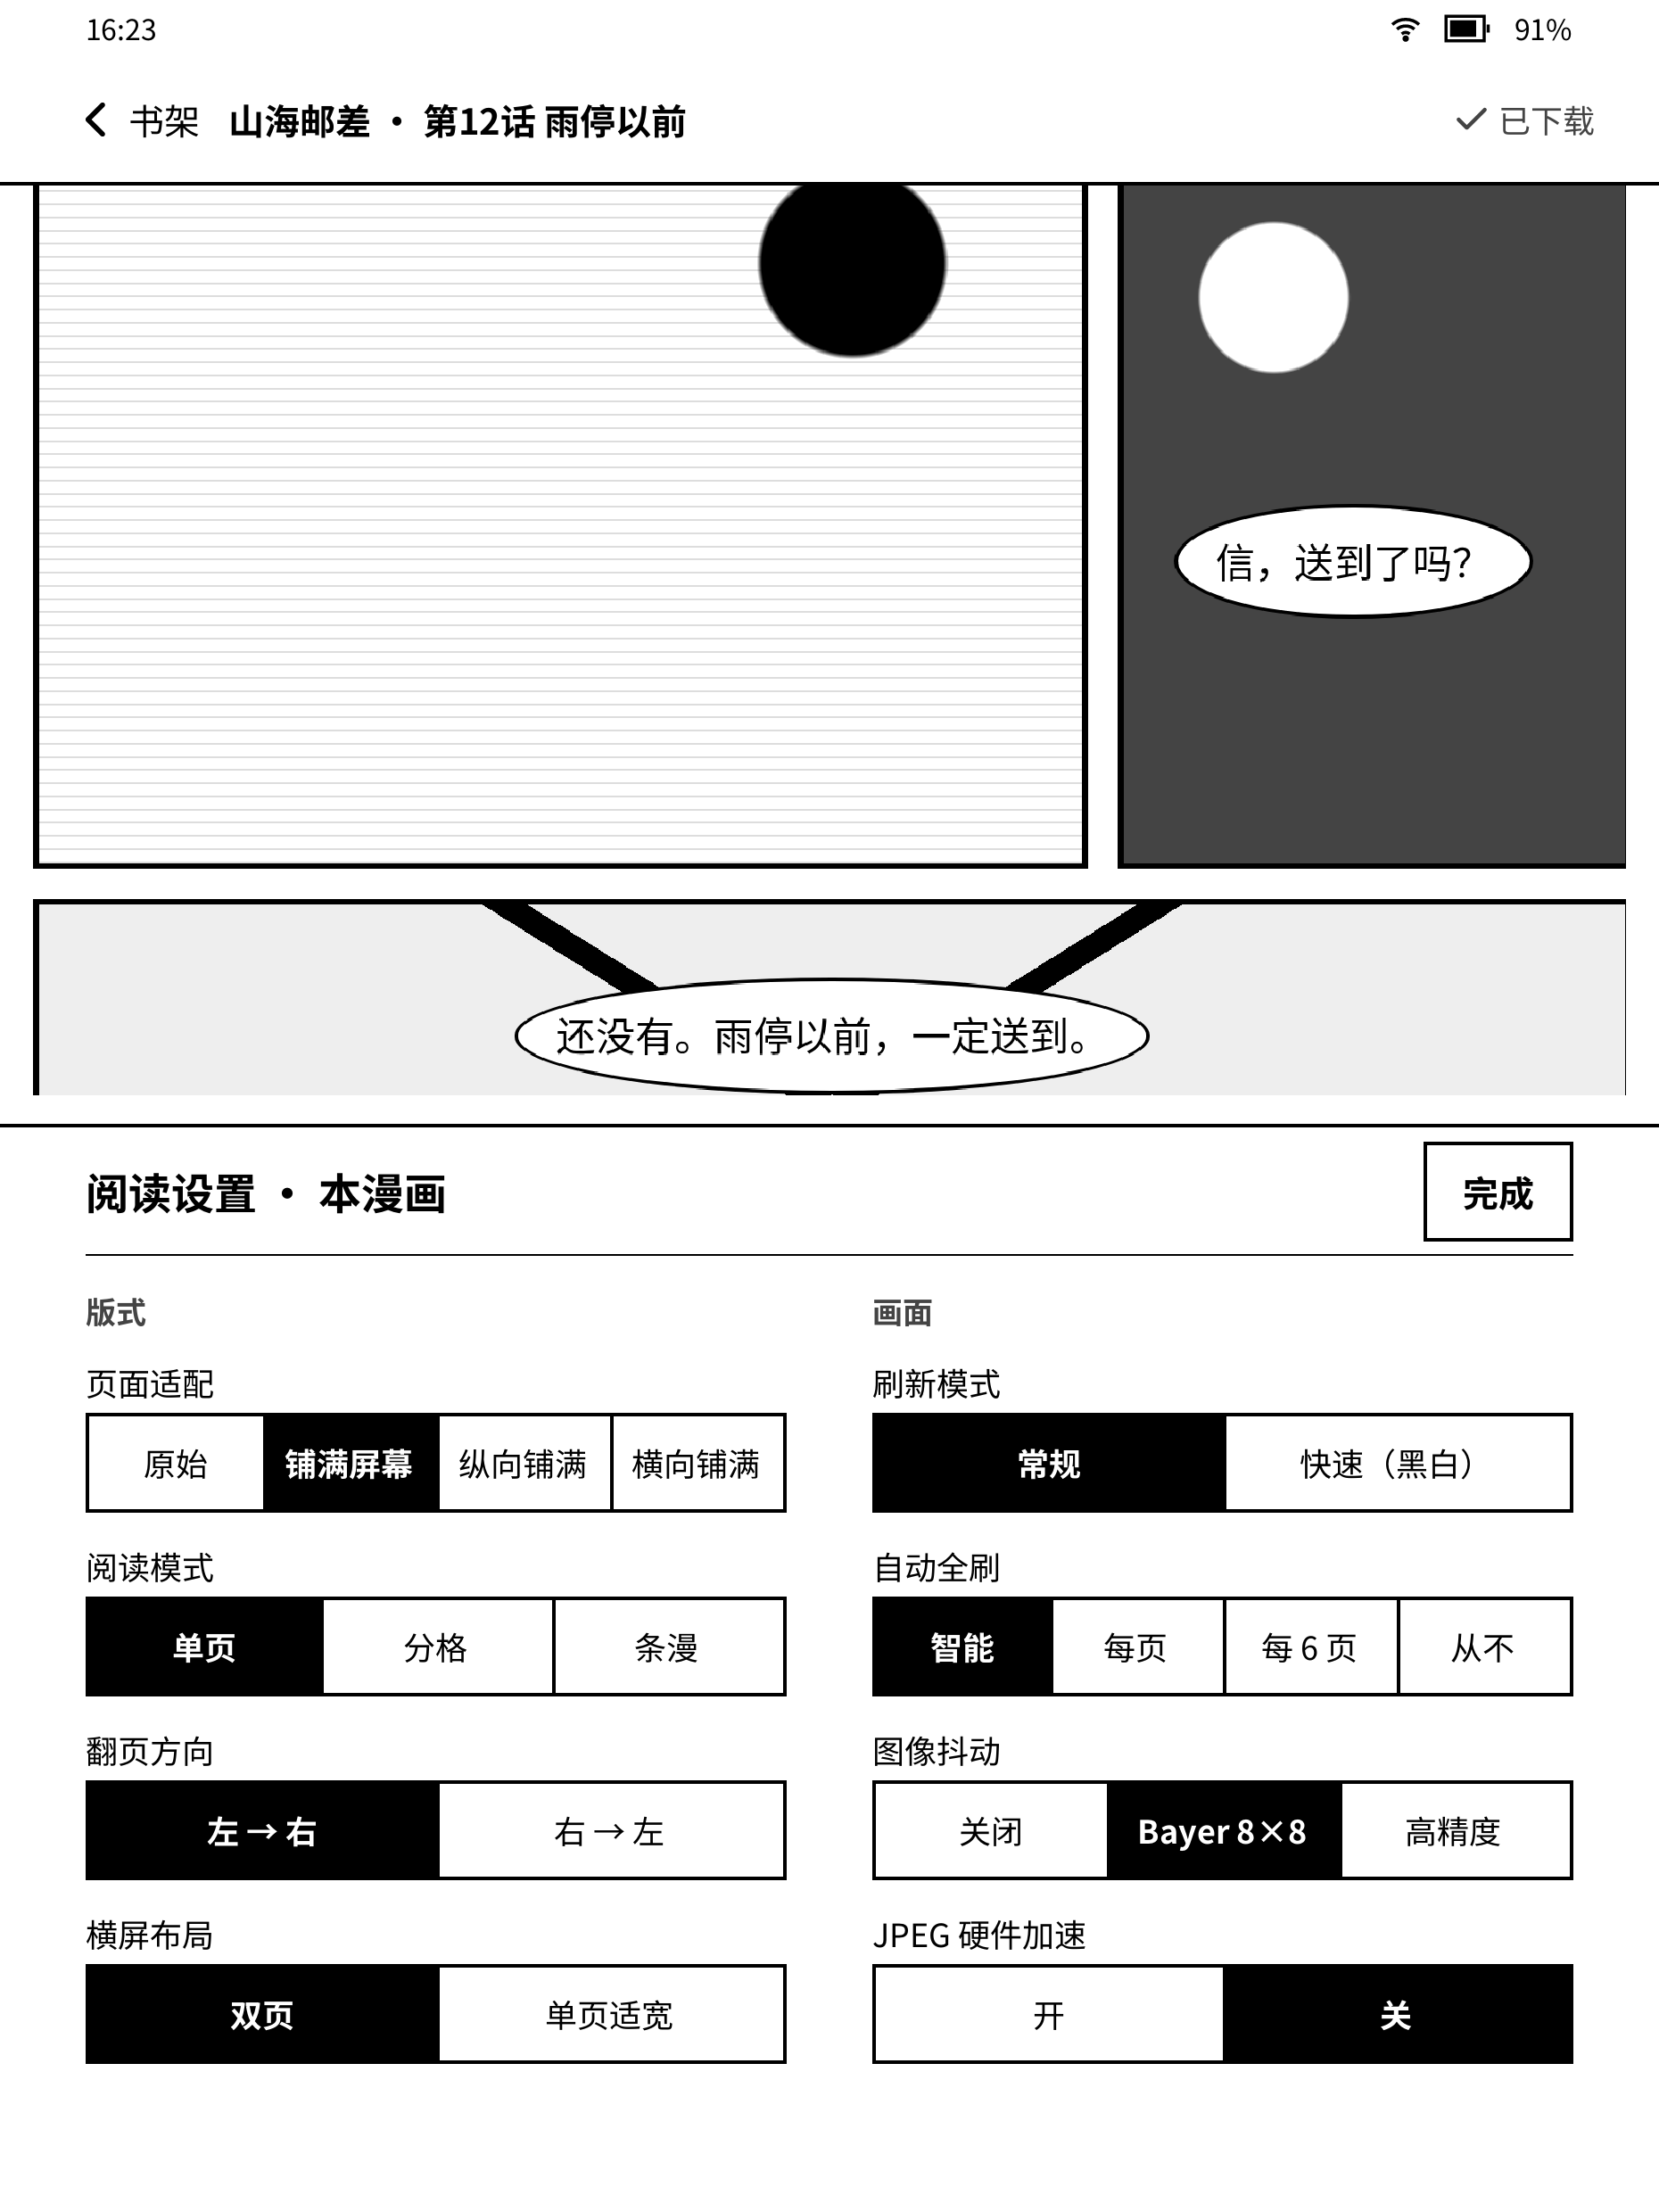 16:23 91%
书架 山海邮差 · 第12话 雨停以前 已下载
信，送到了吗？
还没有。雨停以前，一定送到。
阅读设置 · 本漫画 完成
版式
页面适配
原始 铺满屏幕 纵向铺满 横向铺满
阅读模式
单页 分格 条漫
翻页方向
左 → 右 右 → 左
横屏布局
双页 单页适宽
画面
刷新模式
常规 快速（黑白）
自动全刷
智能 每页 每 6 页 从不
图像抖动
关闭 Bayer 8×8 高精度
JPEG 硬件加速
开 关